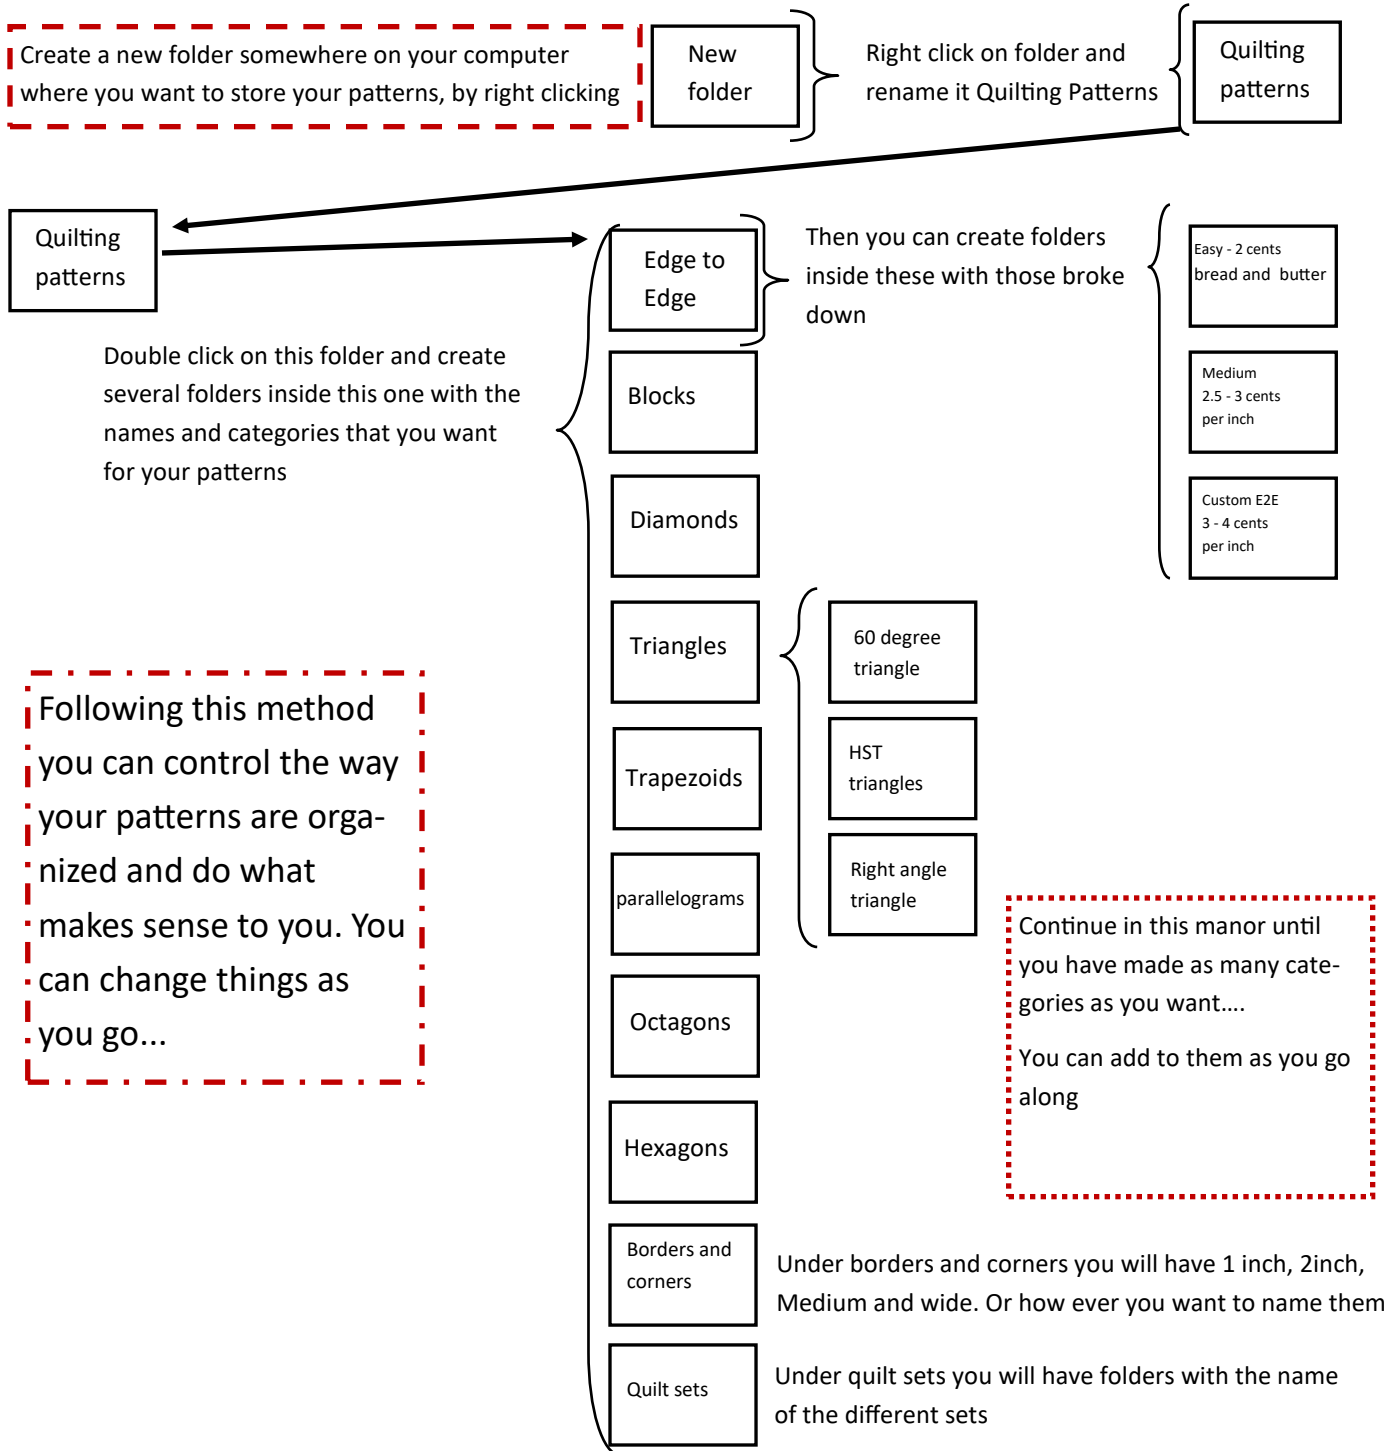 Create a new folder somewhere on your computer
where you want to store your patterns, by right clicking
New
folder
Right click on folder and
rename it Quilting Patterns
Quilting
patterns
Quilting
patterns
Double click on this folder and create
several folders inside this one with the
names and categories that you want
for your patterns
Edge to
Edge
Then you can create folders
inside these with those broke
down
Easy - 2 cents
bread and butter
Medium
2.5 - 3 cents
per inch
Custom E2E
3 - 4 cents
per inch
Blocks
Diamonds
Triangles
60 degree
triangle
HST
triangles
Right angle
triangle
Trapezoids
parallelograms
Octagons
Hexagons
Borders and
corners
Under borders and corners you will have 1 inch, 2inch,
Medium and wide. Or how ever you want to name them
Quilt sets
Under quilt sets you will have folders with the name
of the different sets
Following this method
you can control the way
your patterns are orga-
nized and do what
makes sense to you. You
can change things as
you go...
Continue in this manor until
you have made as many cate-
gories as you want....
You can add to them as you go
along